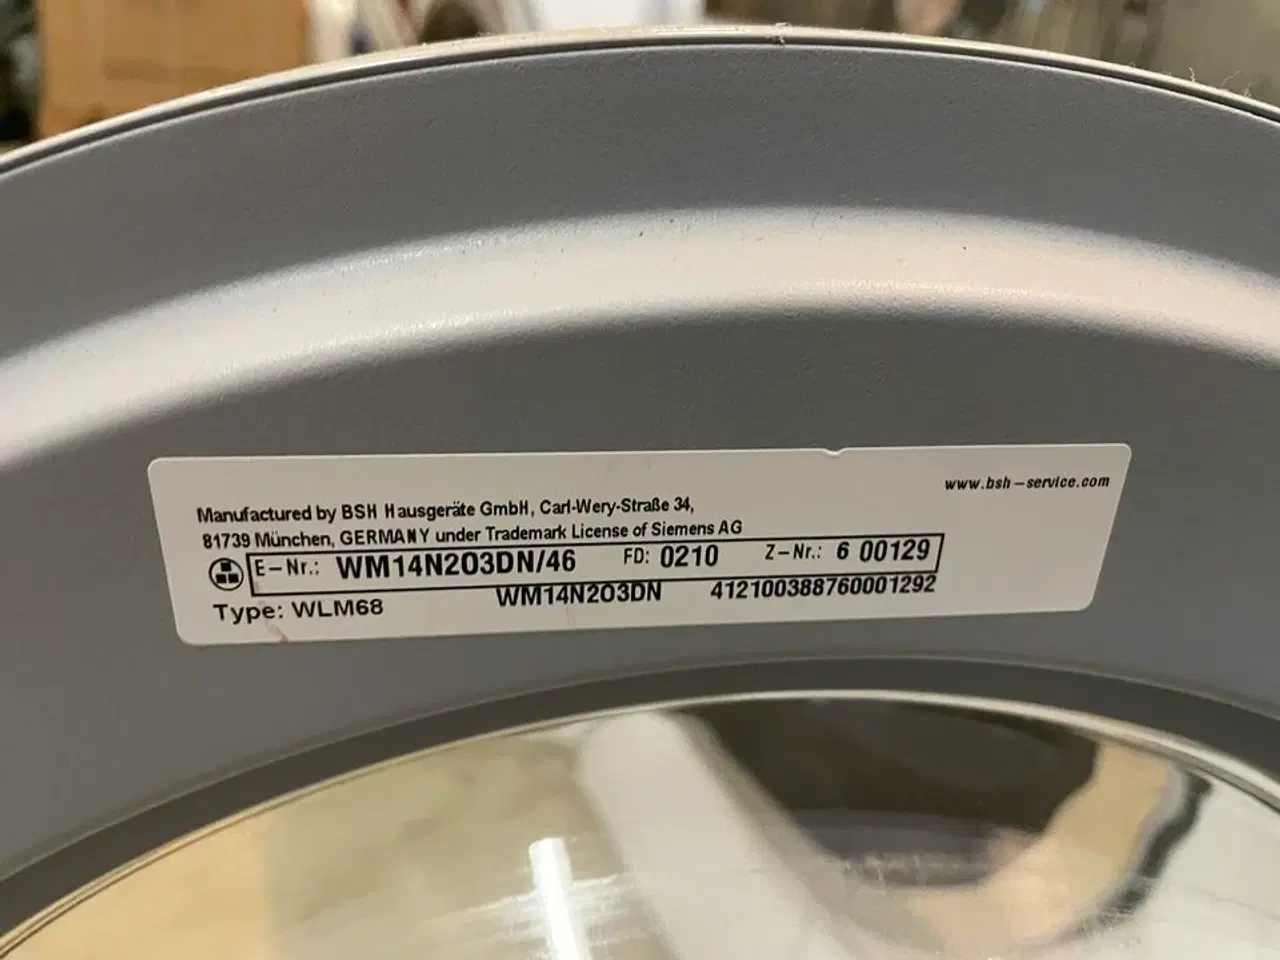 www.bsh-service.com
Manufactured by BSH Hausgeräte GmbH, Carl-Wery-Straße 34,
81739 München, GERMANY under Trademark License of Siemens AG
E-Nr.: WM14N203DN/46 FD: 0210 Z-Nr.: 6 00129
Type: WLM68 WM14N203DN 412100388760001292